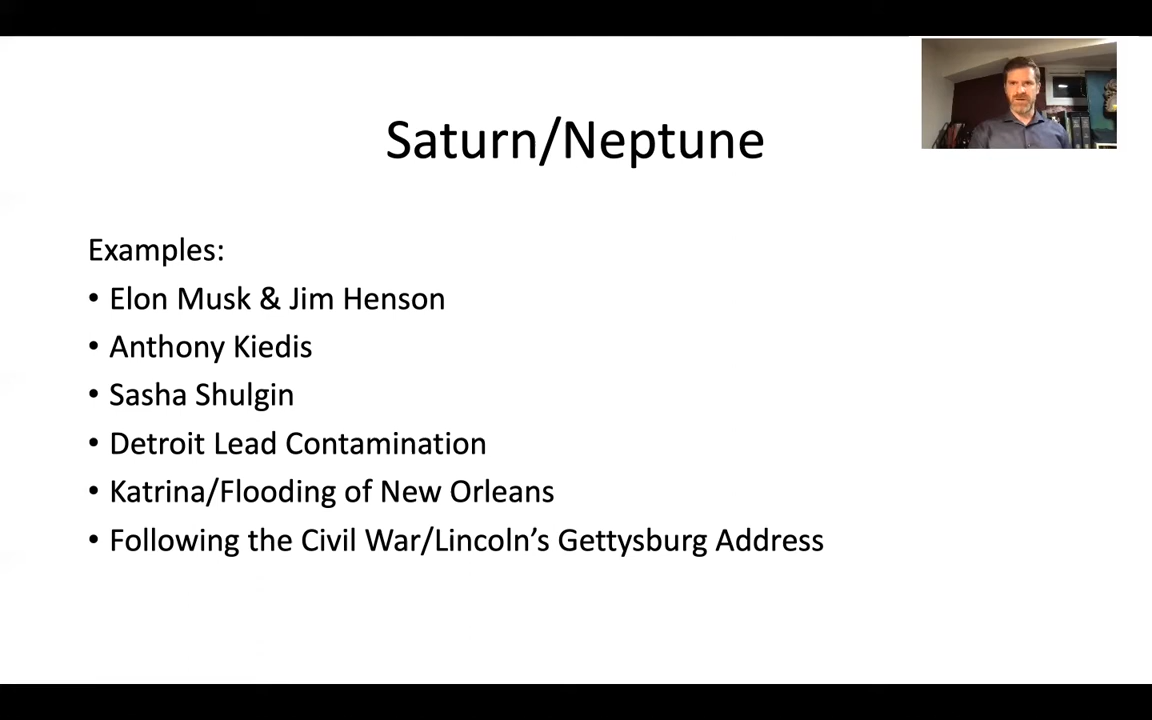 Saturn/Neptune
Examples:
• Elon Musk & Jim Henson
• Anthony Kiedis
• Sasha Shulgin
• Detroit Lead Contamination
• Katrina/Flooding of New Orleans
• Following the Civil War/Lincoln’s Gettysburg Address